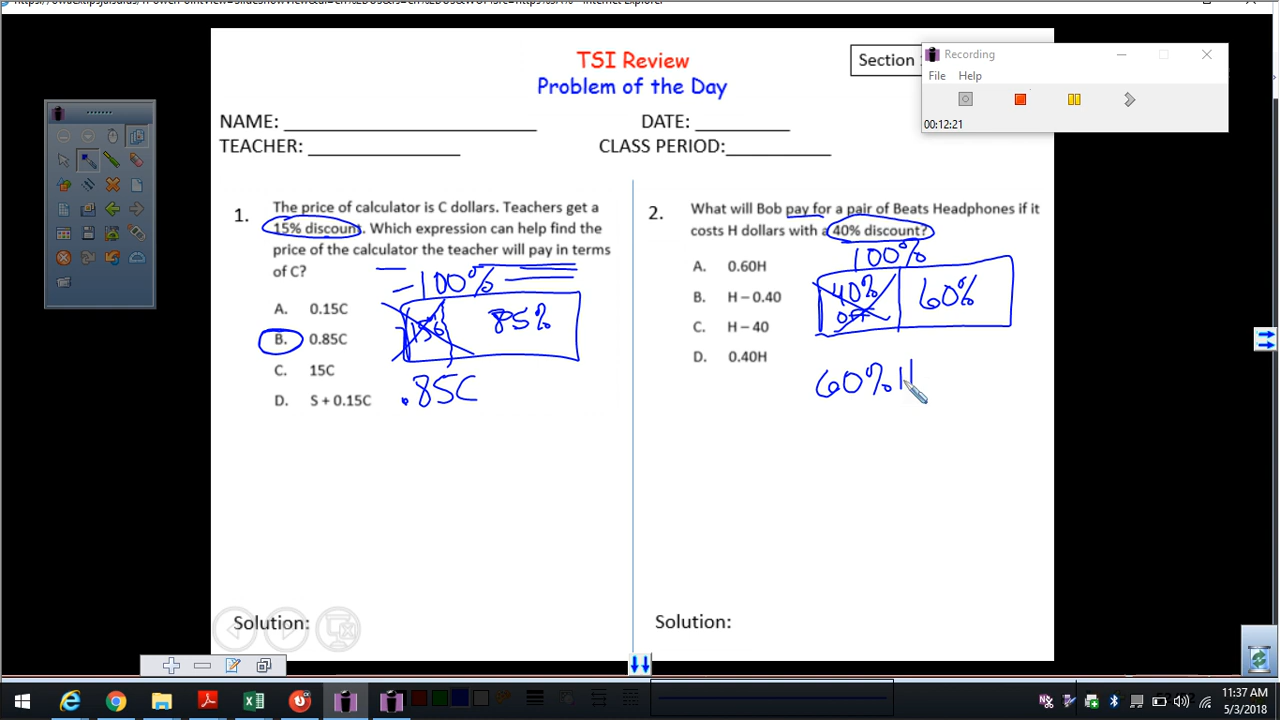 TSI Review
Problem of the Day
Section
Recording
File Help
00:12:21
NAME: DATE:
TEACHER: CLASS PERIOD:
1. The price of calculator is C dollars. Teachers get a
15% discount. Which expression can help find the
price of the calculator the teacher will pay in terms
of C?
100%
A. 0.15C
15% 85%
B. 0.85C
C. 15C
.85C
D. S + 0.15C
Solution:
2. What will Bob pay for a pair of Beats Headphones if it
costs H dollars with a 40% discount?
100%
A. 0.60H
40% 60%
off
B. H – 0.40
C. H – 40
D. 0.40H
60% H
Solution:
11:37 AM
5/3/2018